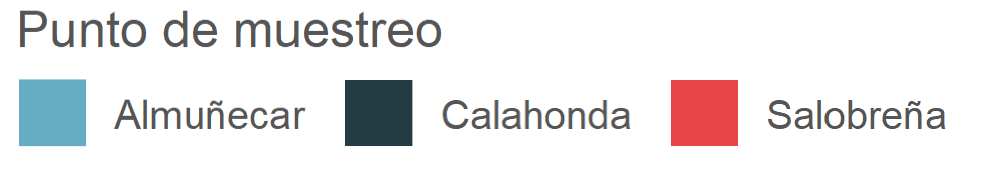 Punto de muestreo
Almuñecar Calahonda Salobreña